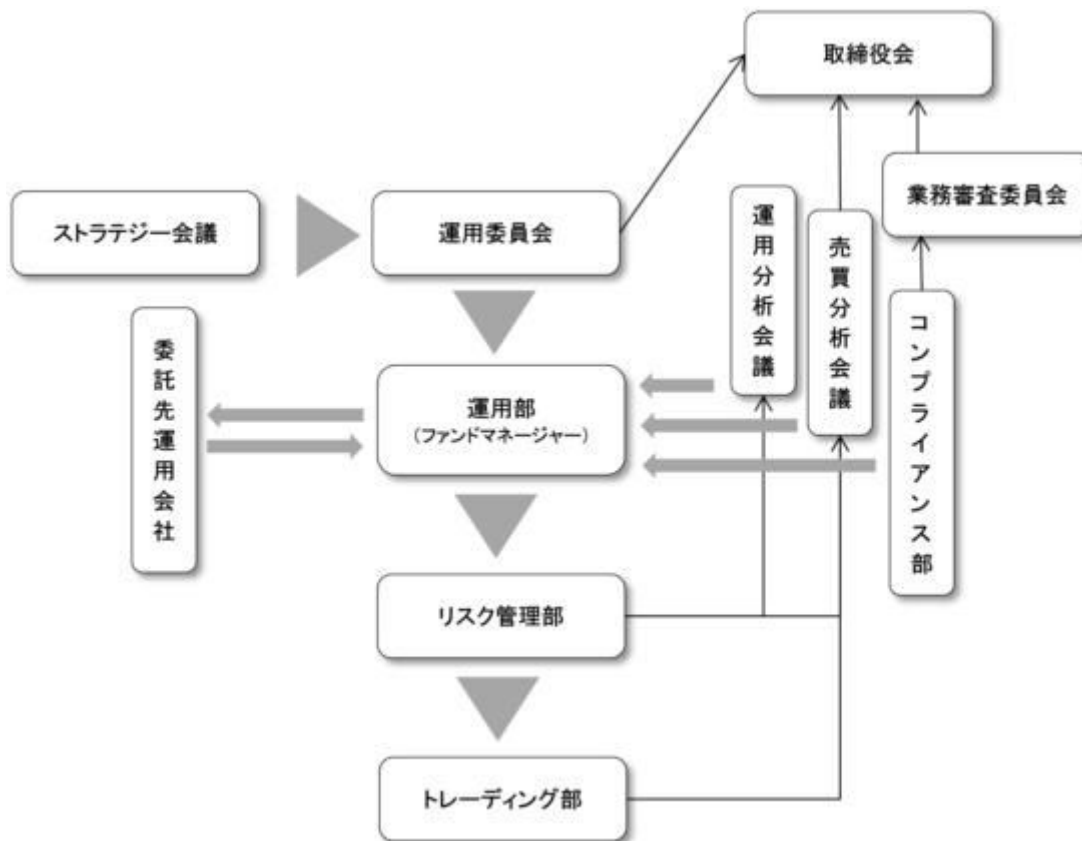 取締役会
業務審査委員会
ストラテジー会議
運用委員会
運用分析会議
売買分析会議
コンプライアンス部
委託先運用会社
運用部
(ファンドマネージャー)
リスク管理部
トレーディング部